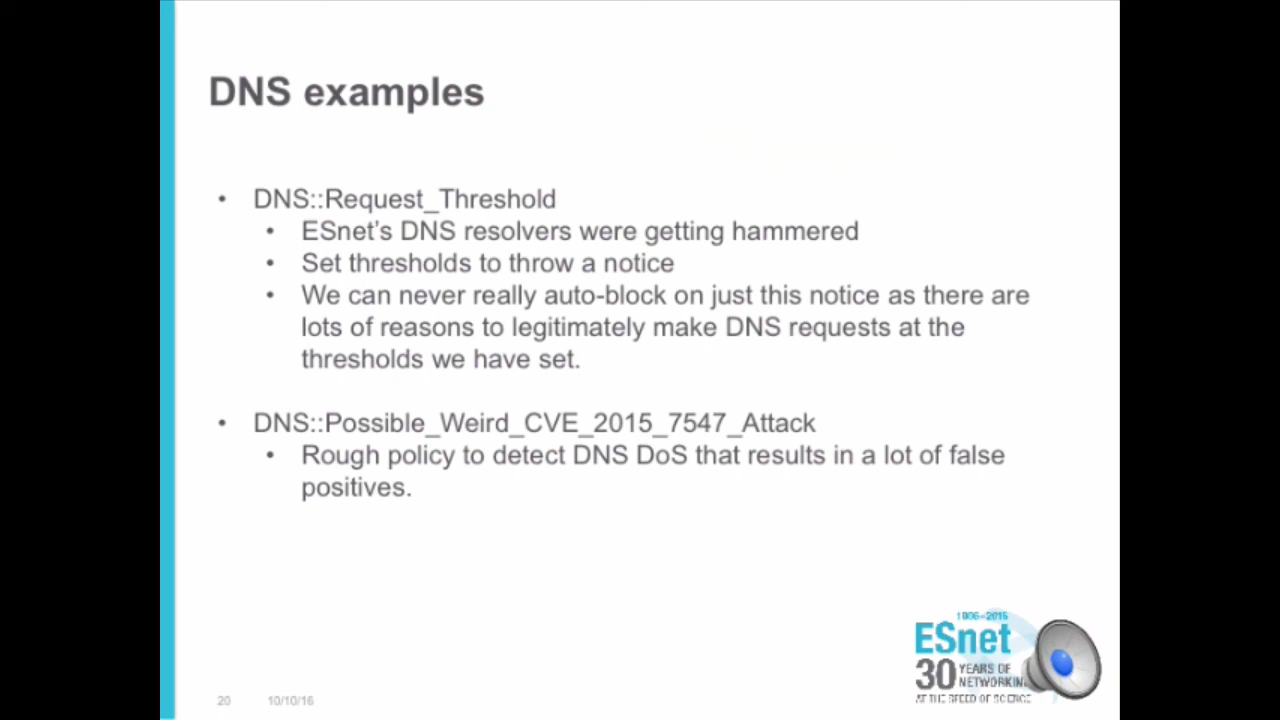 DNS examples
• DNS::Request_Threshold
• ESnet's DNS resolvers were getting hammered
• Set thresholds to throw a notice
• We can never really auto-block on just this notice as there are
lots of reasons to legitimately make DNS requests at the
thresholds we have set.
• DNS::Possible_Weird_CVE_2015_7547_Attack
• Rough policy to detect DNS DoS that results in a lot of false
positives.
ESnet
30 YEARS OF
NETWORKIN
AT THE SPEED OF SCIENCE
20 10/10/16